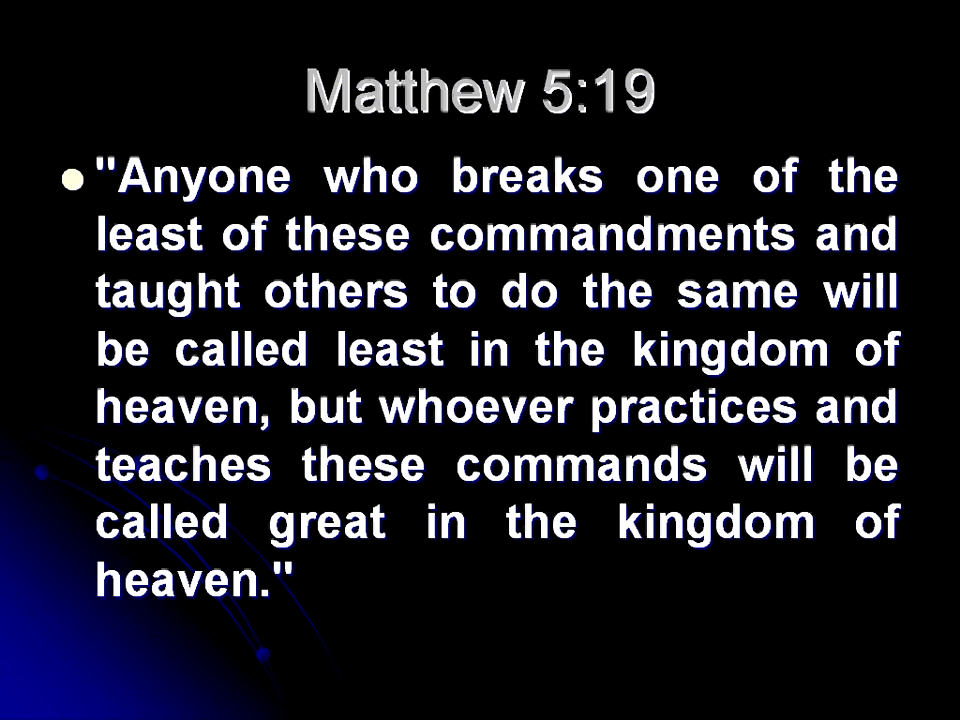 Matthew 5:19
"Anyone who breaks one of the
least of these commandments and
taught others to do the same will
be called least in the kingdom of
heaven, but whoever practices and
teaches these commands will be
called great in the kingdom of
heaven."